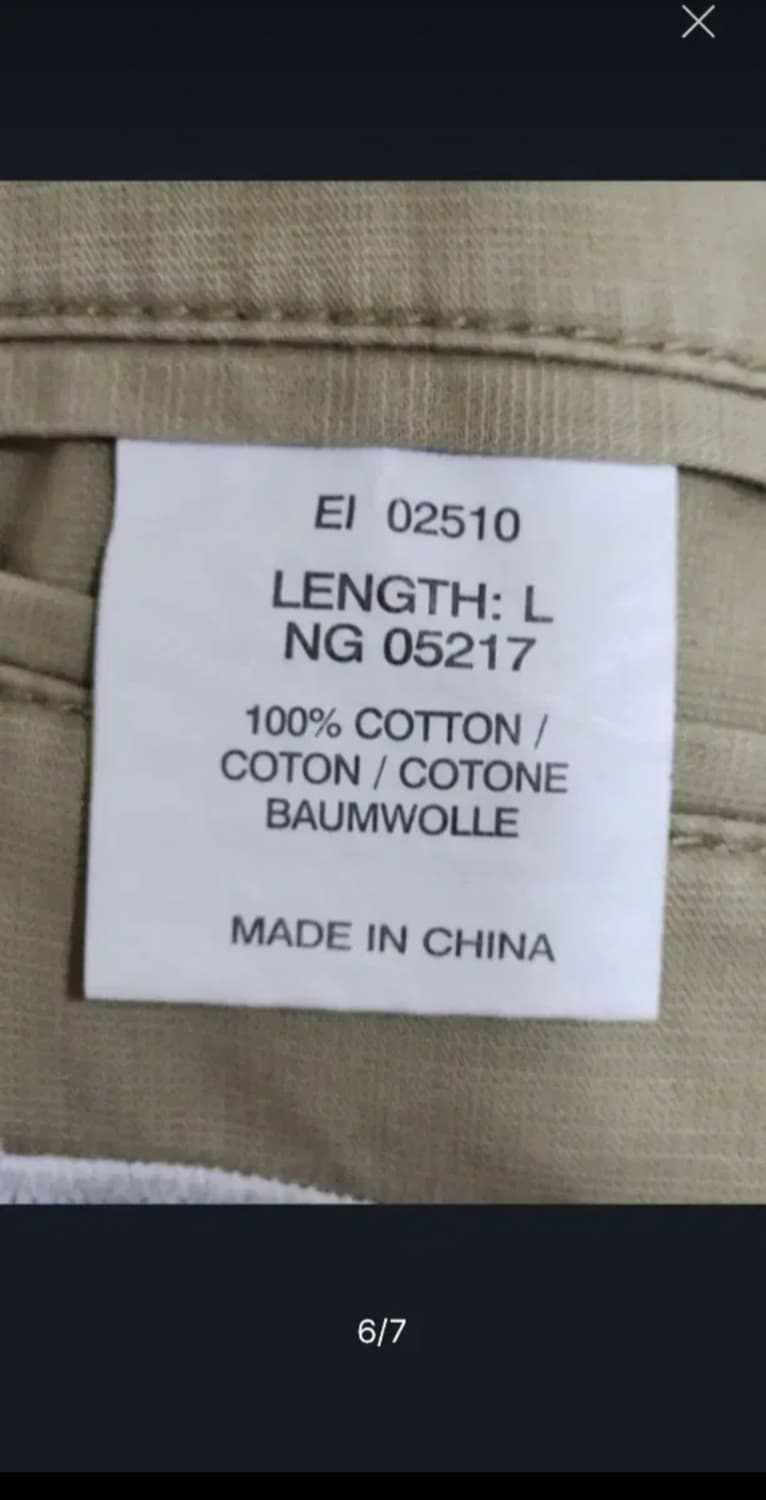 EI 02510
LENGTH: L
NG 05217
100% COTTON /
COTON / COTONE
BAUMWOLLE
MADE IN CHINA
6/7